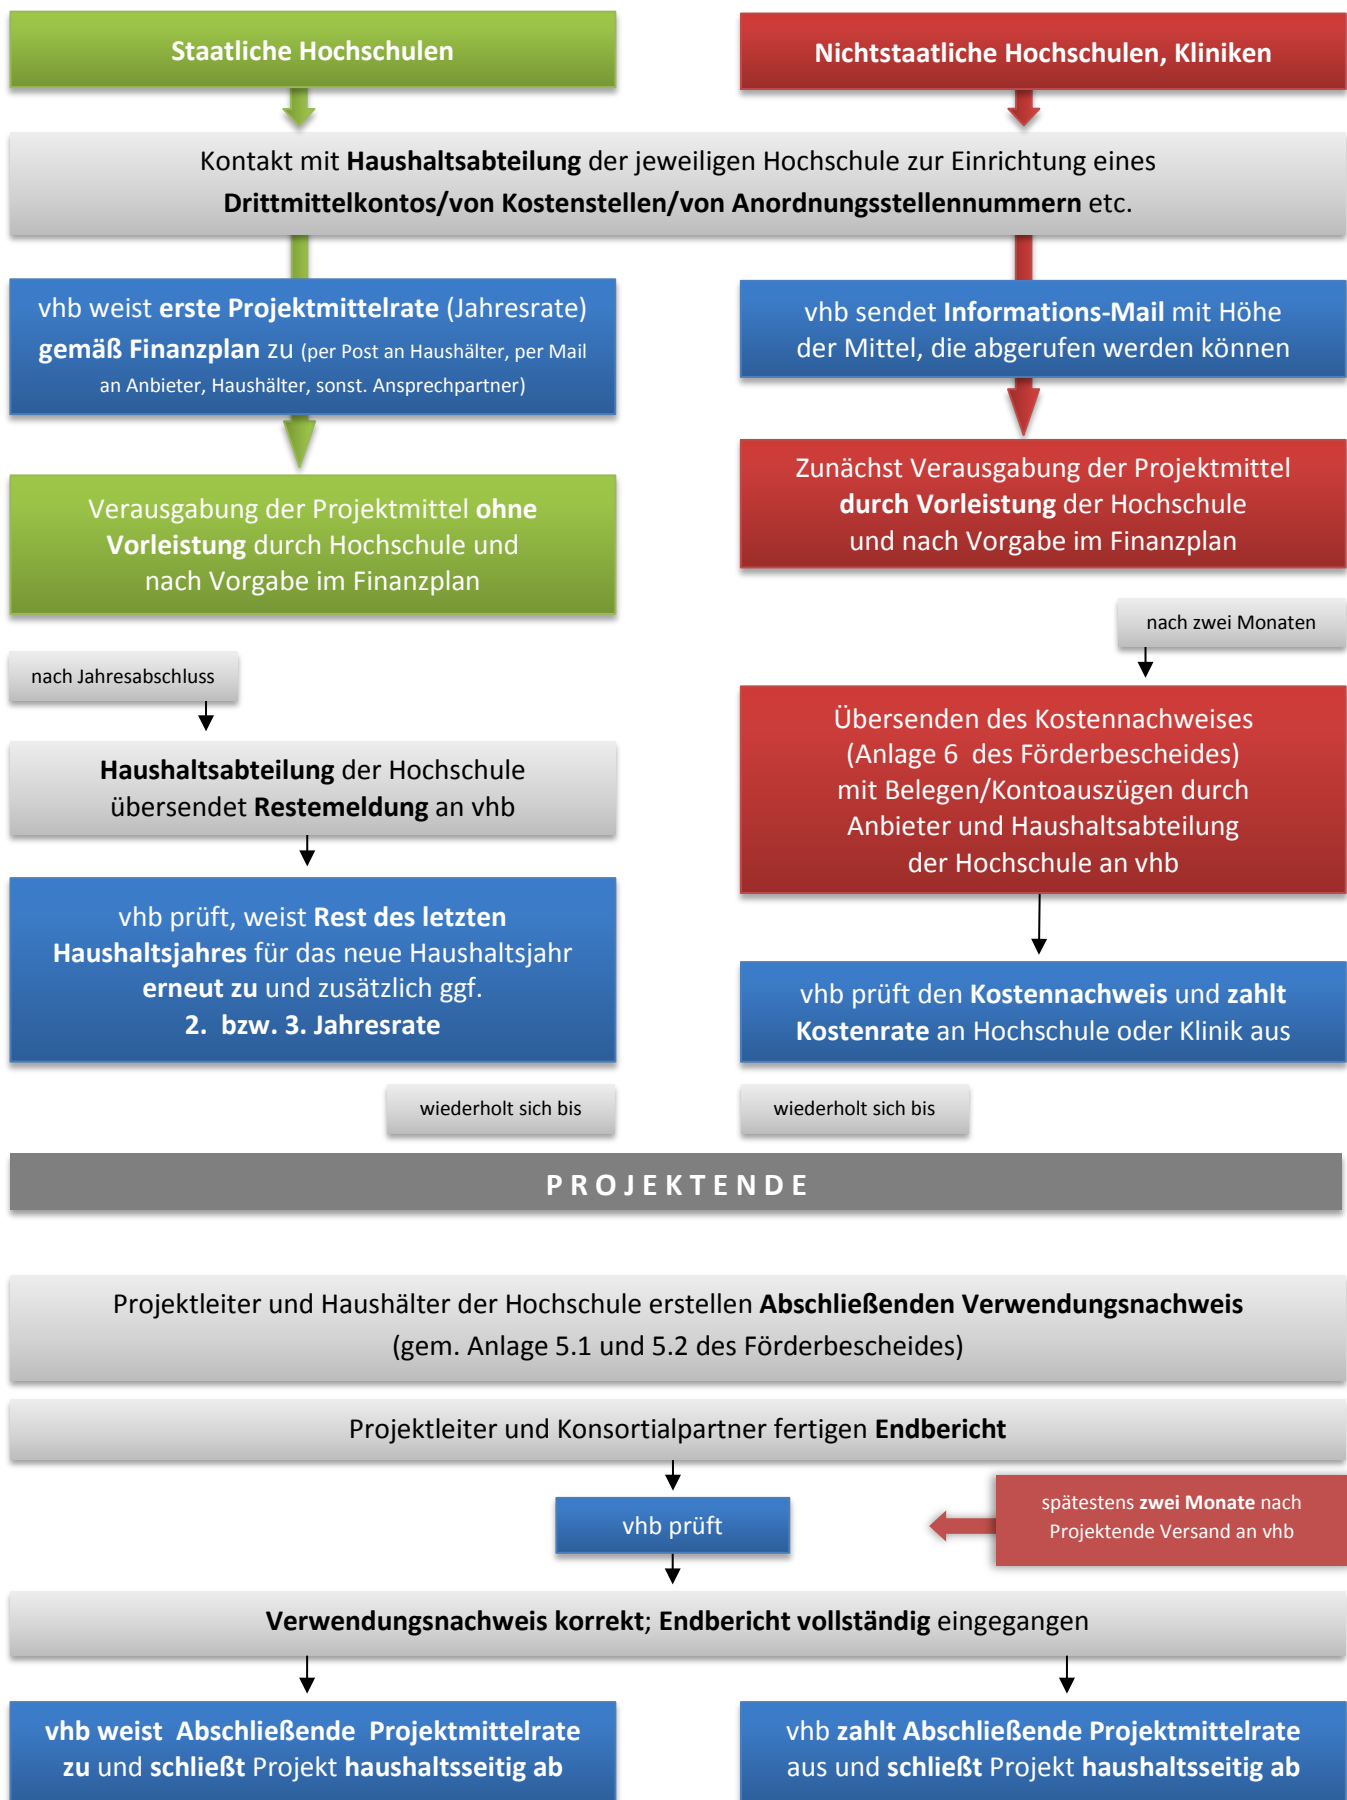 Staatliche Hochschulen
Nichtstaatliche Hochschulen, Kliniken
Kontakt mit Haushaltsabteilung der jeweiligen Hochschule zur Einrichtung eines
Drittmittelkontos/von Kostenstellen/von Anordnungsstellennummern etc.
vhb weist erste Projektmittelrate (Jahresrate)
gemäß Finanzplan zu (per Post an Haushälter, per Mail
an Anbieter, Haushälter, sonst. Ansprechpartner)
vhb sendet Informations-Mail mit Höhe
der Mittel, die abgerufen werden können
Verausgabung der Projektmittel ohne
Vorleistung durch Hochschule und
nach Vorgabe im Finanzplan
Zunächst Verausgabung der Projektmittel
durch Vorleistung der Hochschule
und nach Vorgabe im Finanzplan
nach zwei Monaten
nach Jahresabschluss
Übersenden des Kostennachweises
(Anlage 6 des Förderbescheides)
mit Belegen/Kontoauszügen durch
Anbieter und Haushaltsabteilung
der Hochschule an vhb
Haushaltsabteilung der Hochschule
übersendet Restemeldung an vhb
vhb prüft, weist Rest des letzten
Haushaltsjahres für das neue Haushaltsjahr
erneut zu und zusätzlich ggf.
2. bzw. 3. Jahresrate
vhb prüft den Kostennachweis und zahlt
Kostenrate an Hochschule oder Klinik aus
wiederholt sich bis
wiederholt sich bis
PROJEKTENDE
Projektleiter und Haushälter der Hochschule erstellen Abschließenden Verwendungsnachweis
(gem. Anlage 5.1 und 5.2 des Förderbescheides)
Projektleiter und Konsortialpartner fertigen Endbericht
vhb prüft
spätestens zwei Monate nach
Projektende Versand an vhb
Verwendungsnachweis korrekt; Endbericht vollständig eingegangen
vhb weist Abschließende Projektmittelrate
zu und schließt Projekt haushaltsseitig ab
vhb zahlt Abschließende Projektmittelrate
aus und schließt Projekt haushaltsseitig ab